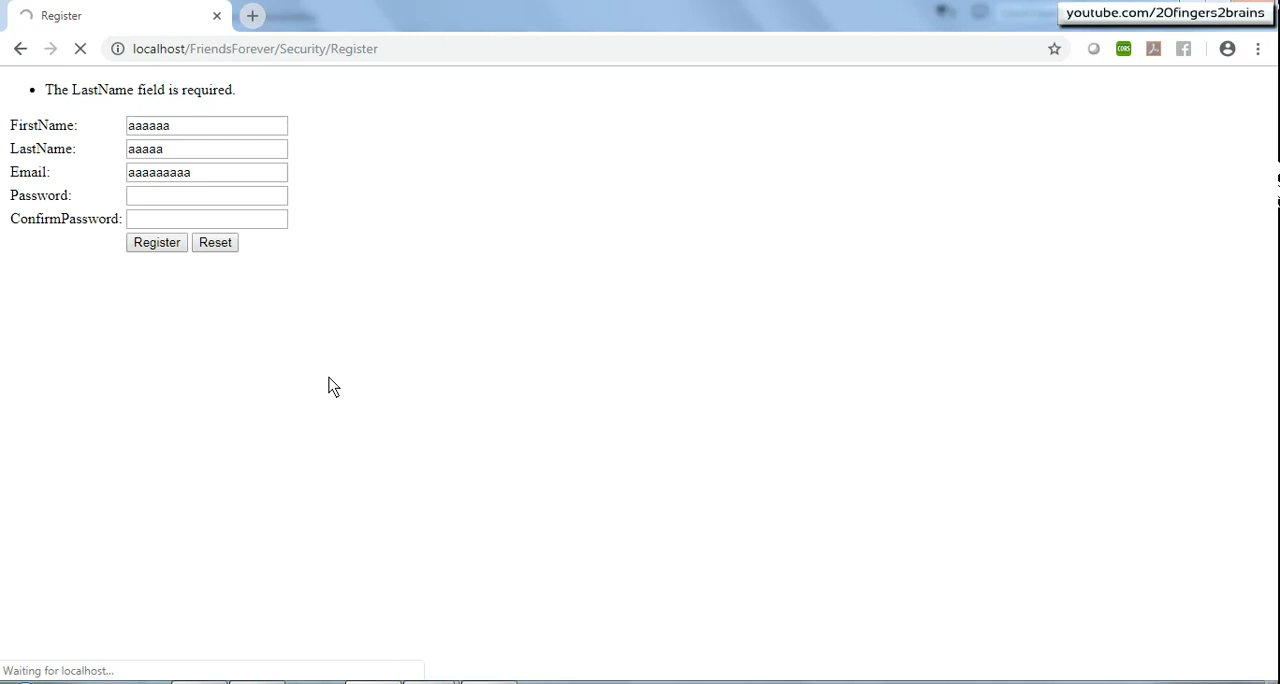 Register
youtube.com/20fingers2brains
localhost/FriendsForever/Security/Register
CORS
The LastName field is required.
FirstName: aaaaaa
LastName: aaaaa
Email: aaaaaaaaa
Password:
ConfirmPassword:
Register Reset
Waiting for localhost...